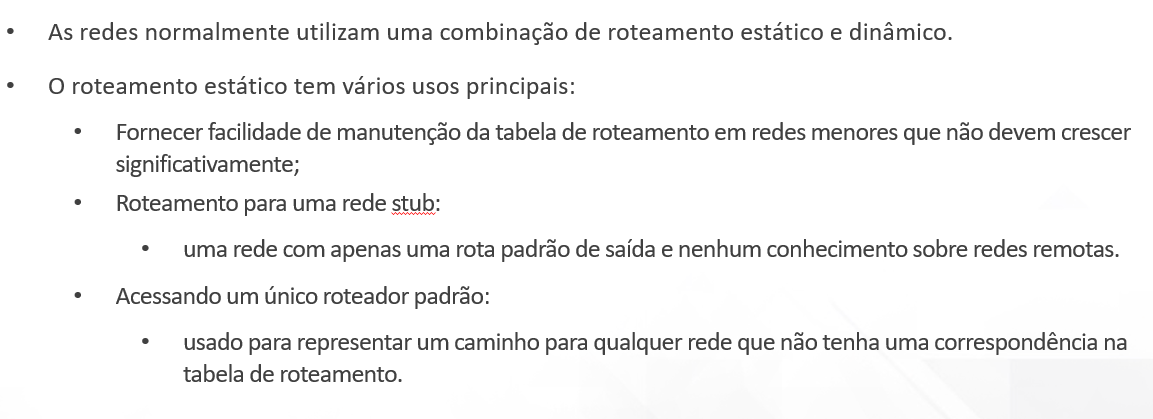 • As redes normalmente utilizam uma combinação de roteamento estático e dinâmico.
• O roteamento estático tem vários usos principais:
• Fornecer facilidade de manutenção da tabela de roteamento em redes menores que não devem crescer
significativamente;
• Roteamento para uma rede stub:
• uma rede com apenas uma rota padrão de saída e nenhum conhecimento sobre redes remotas.
• Acessando um único roteador padrão:
• usado para representar um caminho para qualquer rede que não tenha uma correspondência na
tabela de roteamento.